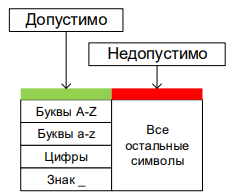 Допустимо
Недопустимо
Буквы A-Z
Буквы a-z
Цифры
Знак _
Все
остальные
символы